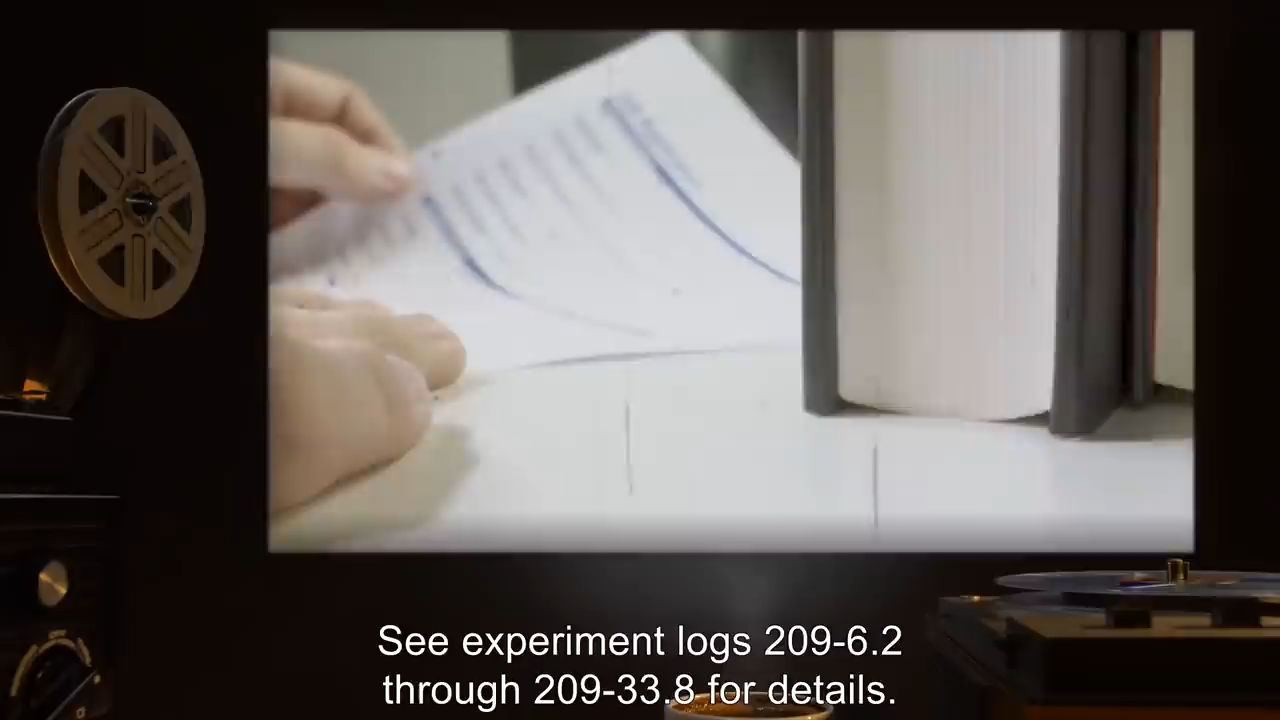 See experiment logs 209-6.2
through 209-33.8 for details.